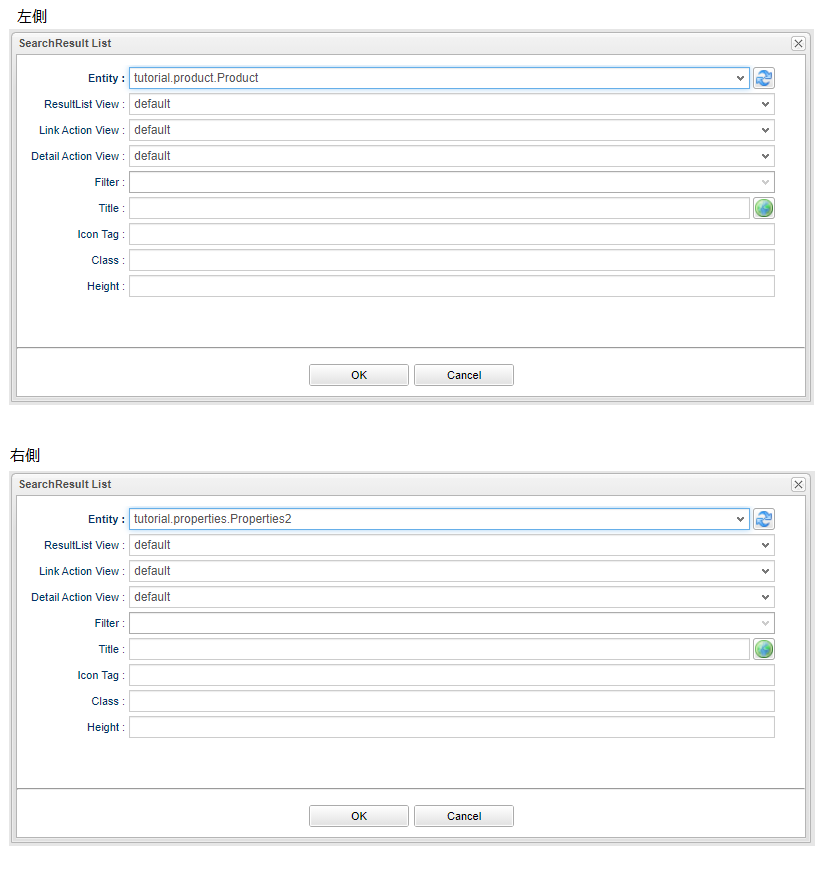 左側
SearchResult List
Entity : tutorial.product.Product
ResultList View : default
Link Action View : default
Detail Action View : default
Filter :
Title :
Icon Tag :
Class :
Height :
OK Cancel
右側
SearchResult List
Entity : tutorial.properties.Properties2
ResultList View : default
Link Action View : default
Detail Action View : default
Filter :
Title :
Icon Tag :
Class :
Height :
OK Cancel